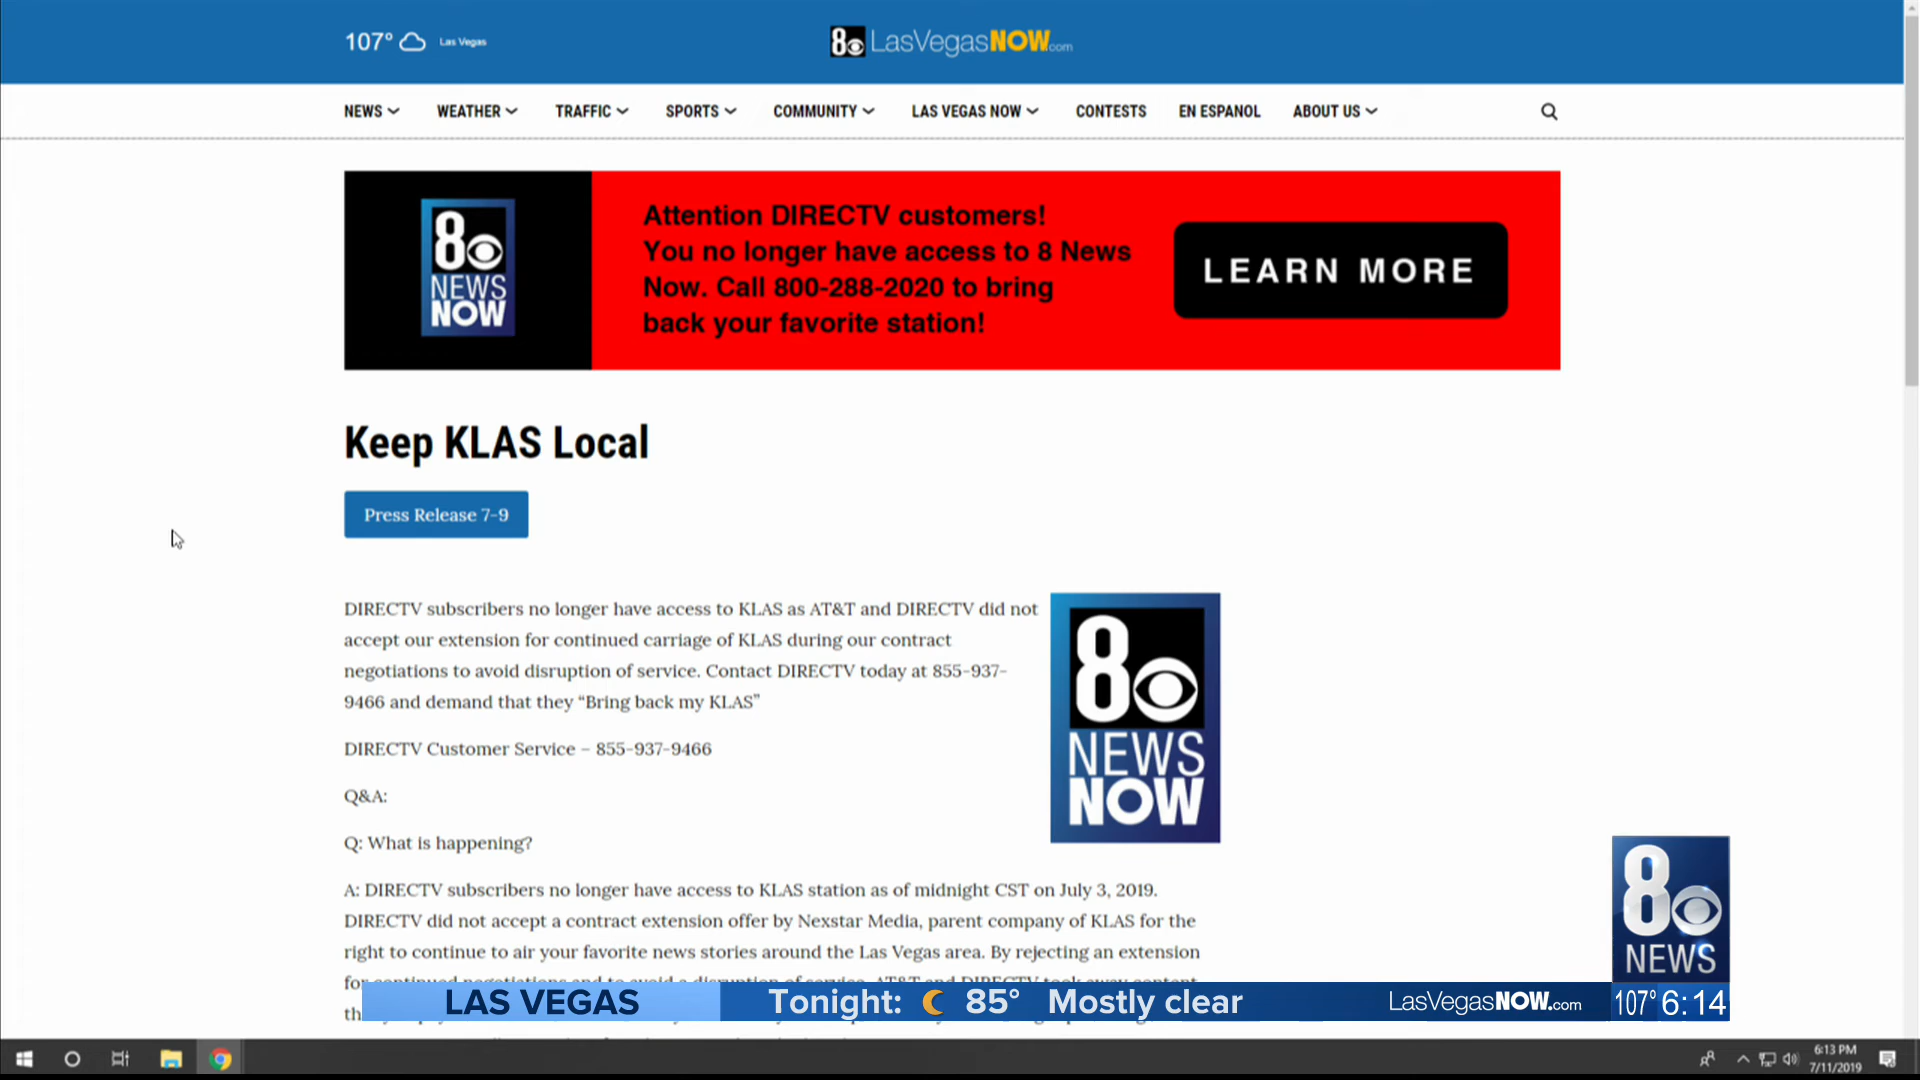 107° Las Vegas
8 LasVegasNOW.com
NEWS WEATHER TRAFFIC SPORTS COMMUNITY LAS VEGAS NOW CONTESTS EN ESPANOL ABOUT US
8
NEWS
NOW
Attention DIRECTV customers!
You no longer have access to 8 News
Now. Call 800-288-2020 to bring
back your favorite station!
LEARN MORE
Keep KLAS Local
Press Release 7-9
DIRECTV subscribers no longer have access to KLAS as AT&T and DIRECTV did not
accept our extension for continued carriage of KLAS during our contract
negotiations to avoid disruption of service. Contact DIRECTV today at 855-937-
9466 and demand that they “Bring back my KLAS”
DIRECTV Customer Service – 855-937-9466
8
NEWS
NOW
Q&A:
Q: What is happening?
A: DIRECTV subscribers no longer have access to KLAS station as of midnight CST on July 3, 2019.
DIRECTV did not accept a contract extension offer by Nexstar Media, parent company of KLAS for the
right to continue to air your favorite news stories around the Las Vegas area. By rejecting an extension
8
NEWS
LAS VEGAS Tonight: 85° Mostly clear LasVegasNOW.com 107° 6:14
6:13 PM
7/11/2019